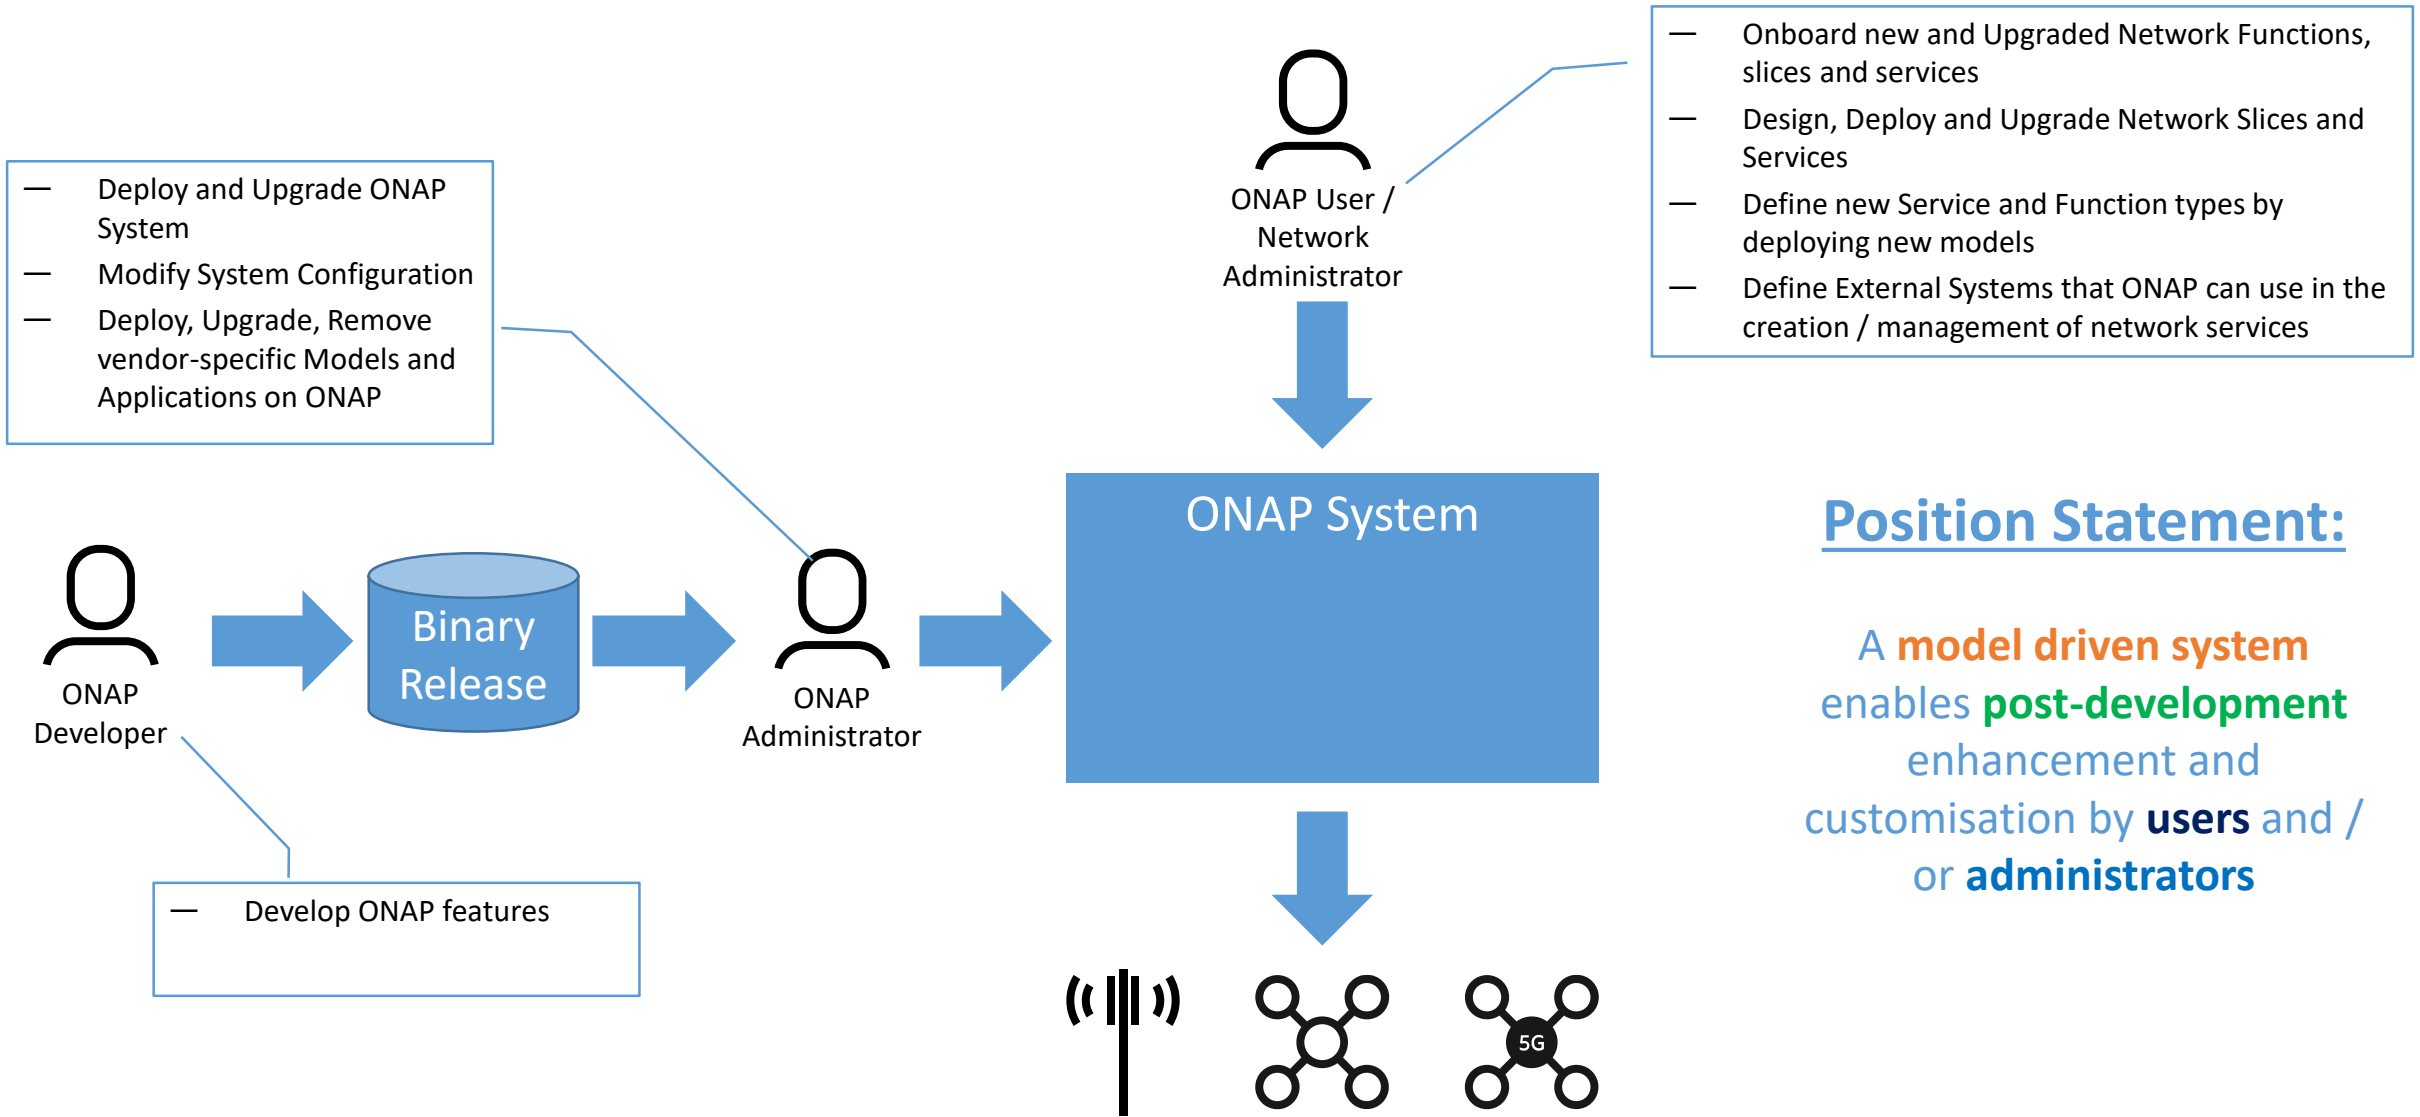 — Onboard new and Upgraded Network Functions,
slices and services
— Design, Deploy and Upgrade Network Slices and
Services
— Define new Service and Function types by
deploying new models
— Define External Systems that ONAP can use in the
creation / management of network services
ONAP User /
Network
Administrator
— Deploy and Upgrade ONAP
System
— Modify System Configuration
— Deploy, Upgrade, Remove
vendor-specific Models and
Applications on ONAP
ONAP System
Binary
Release
ONAP
Developer
ONAP
Administrator
— Develop ONAP features
Position Statement:
A model driven system
enables post-development
enhancement and
customisation by users and /
or administrators
5G